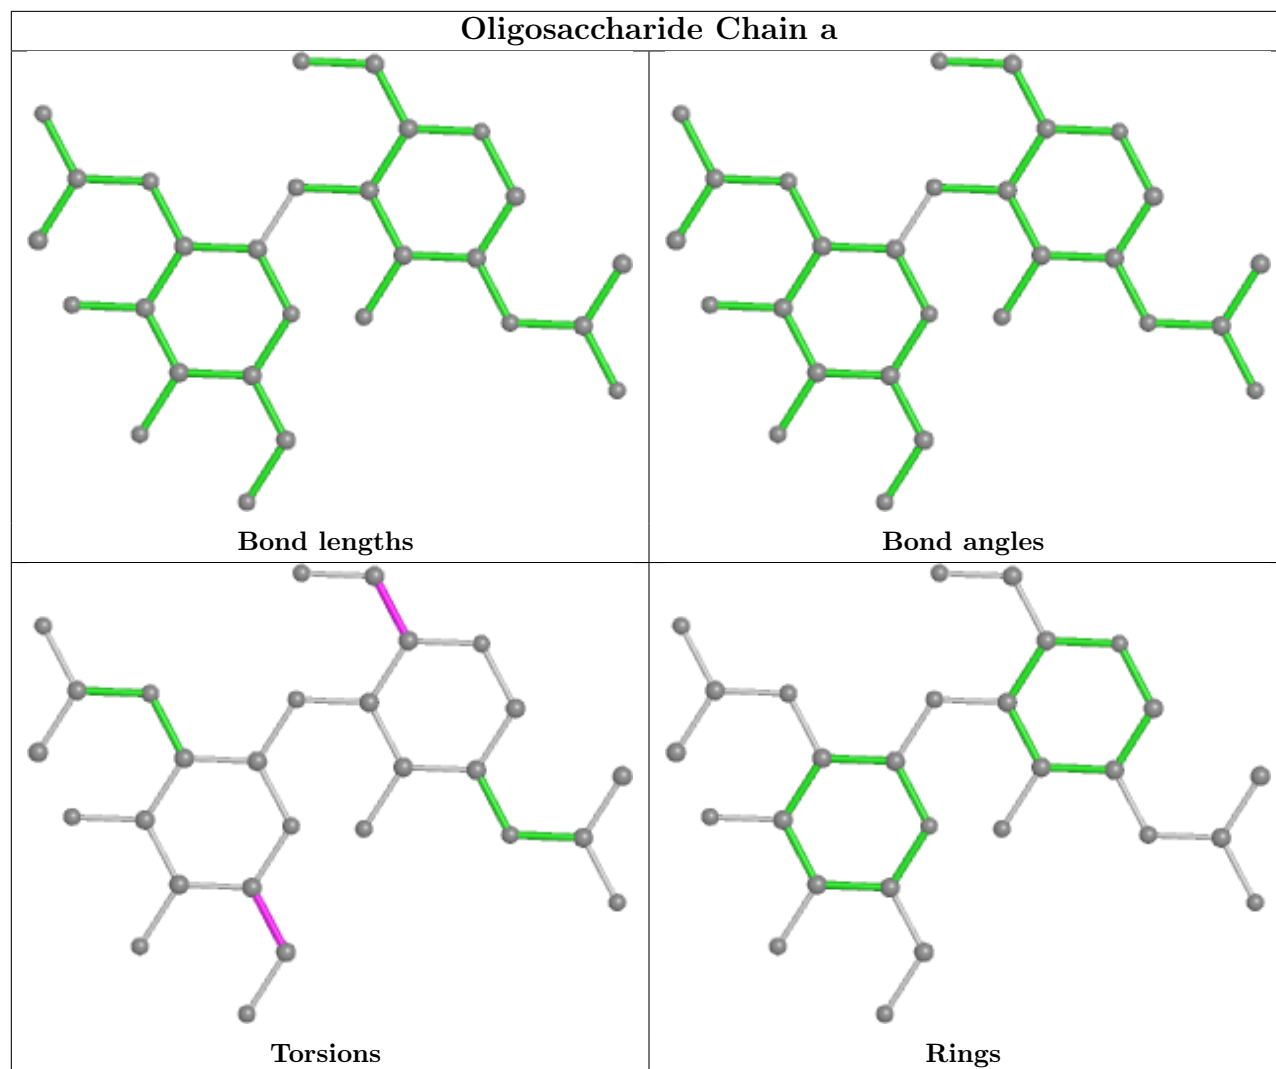 Oligosaccharide Chain a
Bond lengths
Bond angles
Torsions
Rings